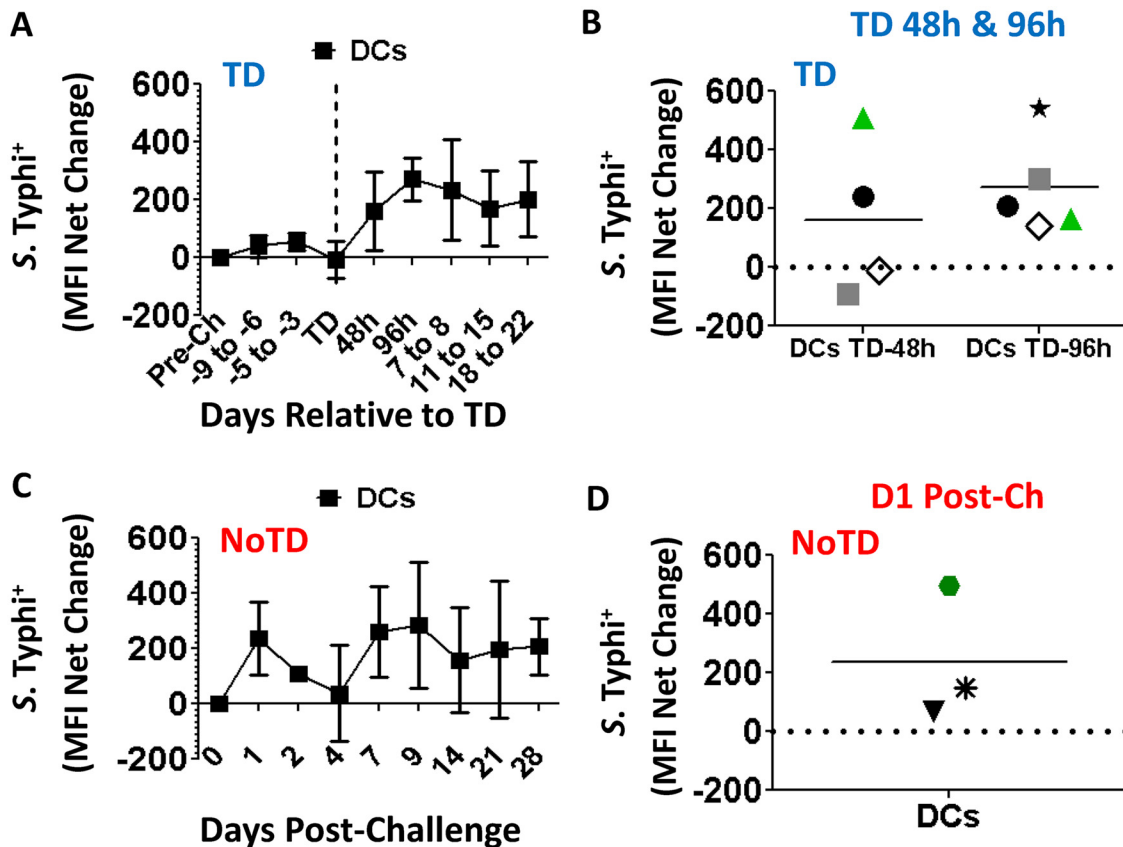 A
DCs
TD
600
400
200
0
-200
S. Typhi+
(MFI Net Change)
Pre-Ch
-9 to -6
-5 to -3
TD
48h
96h
7 to 8
11 to 15
18 to 22
Days Relative to TD
B
TD 48h & 96h
TD
600
400
200
0
-200
S. Typhi+
(MFI Net Change)
DCs TD-48h
DCs TD-96h
C
DCs
NoTD
600
400
200
0
-200
S. Typhi+
(MFI Net Change)
0
1
2
4
7
9
14
21
28
Days Post-Challenge
D
D1 Post-Ch
NoTD
600
400
200
0
-200
S. Typhi+
(MFI Net Change)
DCs